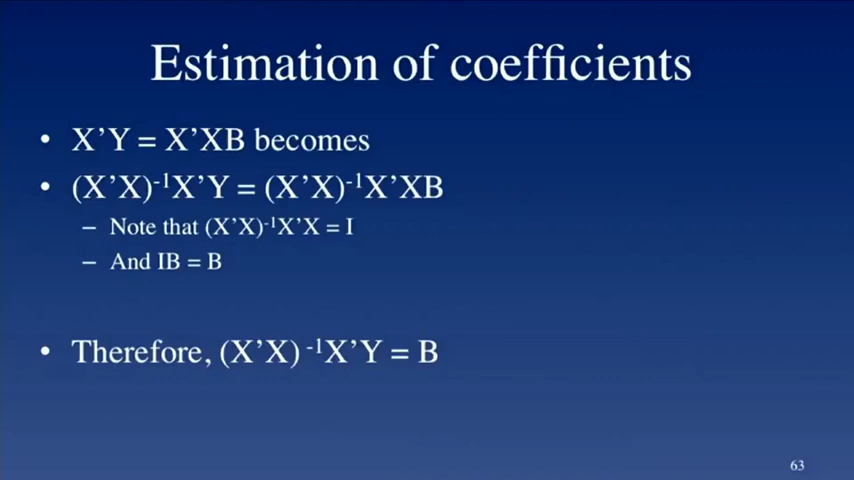 Estimation of coefficients
• X’Y = X’XB becomes
• (X’X)⁻¹X’Y = (X’X)⁻¹X’XB
– Note that (X’X)⁻¹X’X = I
– And IB = B
• Therefore, (X’X) ⁻¹X’Y = B
63